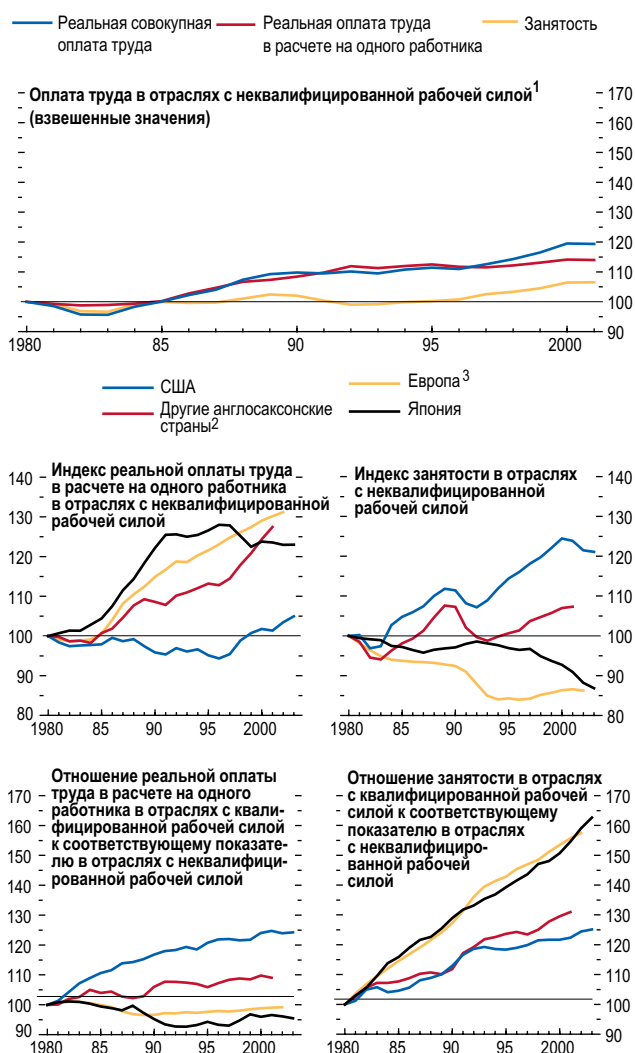 Реальная совокупная
оплата труда
Реальная оплата труда
в расчете на одного работника
Занятость
Оплата труда в отраслях с неквалифицированной рабочей силой1
(взвешенные значения)
170
160
150
140
130
120
110
100
90
1980 85 90 95 2000
США
Другие англосаксонские
страны2
Европа3
Япония
Индекс реальной оплаты труда
в расчете на одного работника
в отраслях с неквалифицированной
рабочей силой
140
130
120
110
100
90
80
1980 85 90 95 2000
Индекс занятости в отраслях
с неквалифицированной
рабочей силой
140
130
120
110
100
90
80
1980 85 90 95 2000
Отношение реальной оплаты
труда в расчете на одного
работника в отраслях с квали-
фицированной рабочей силой
к соответствующему показате-
лю в отраслях с неквалифици-
рованной рабочей силой
170
160
150
140
130
120
110
100
90
1980 85 90 95 2000
Отношение занятости в отраслях
с квалифицированной рабочей
силой к соответствующему
показателю в отраслях
с неквалифициро-
ванной рабочей
силой
170
160
150
140
130
120
110
100
90
1980 85 90 95 2000